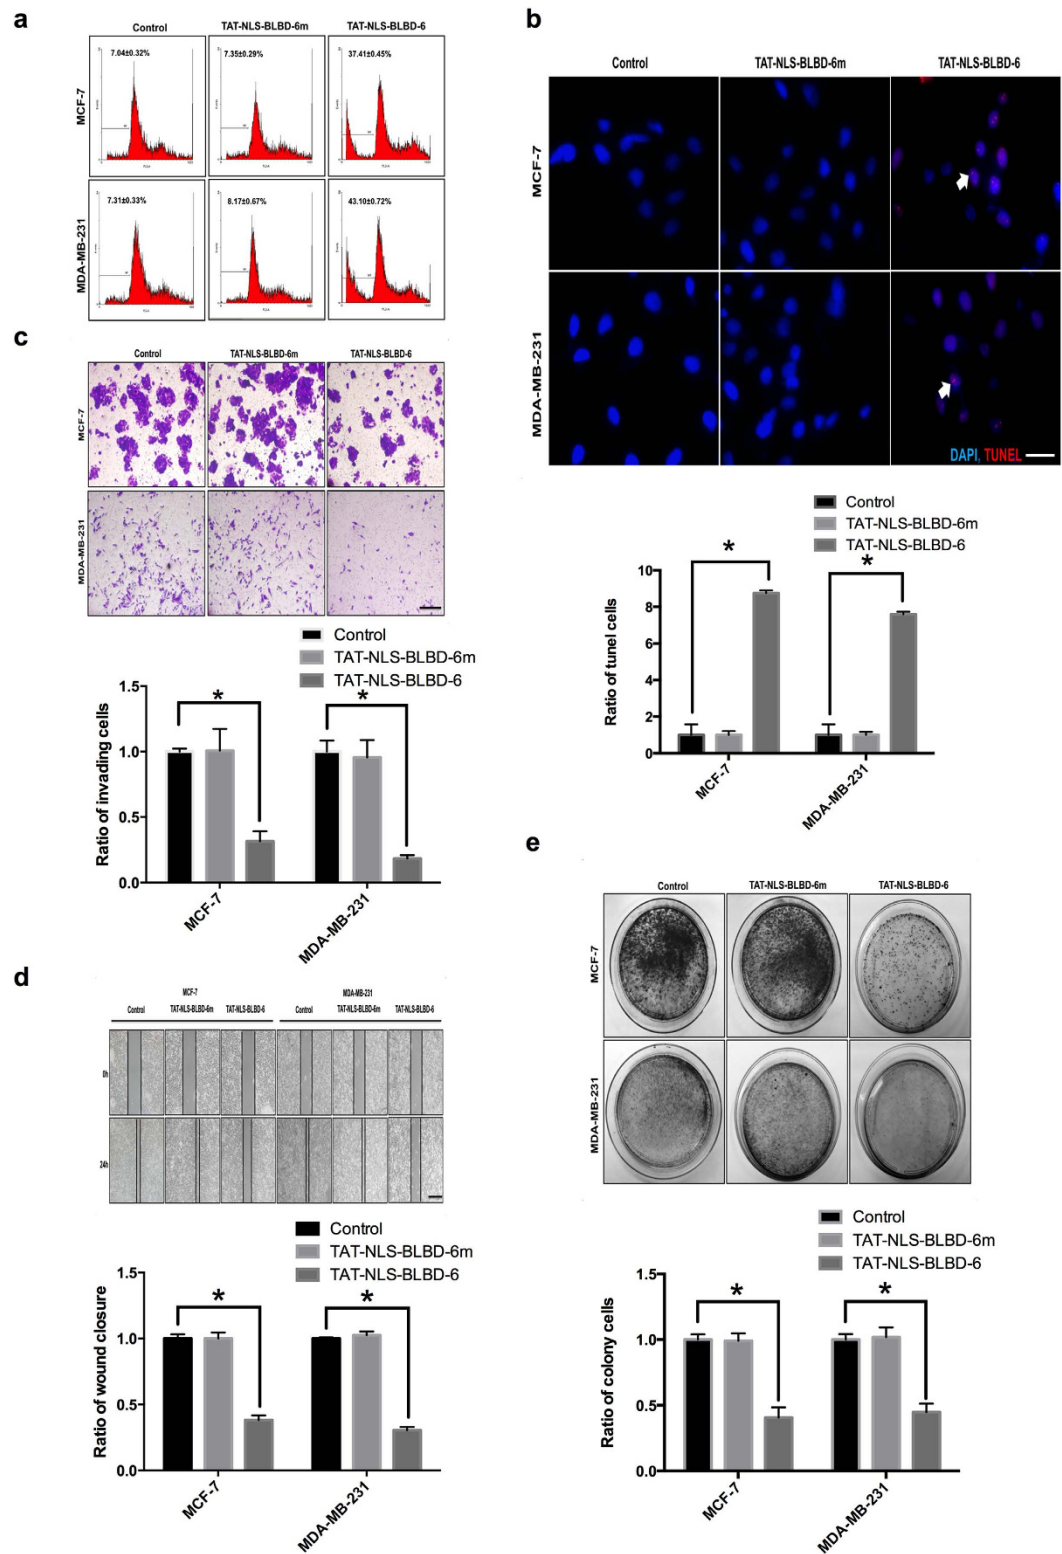 a
Control
TAT-NLS-BLBD-6m
TAT-NLS-BLBD-6
MCF-7
7.04±0.32%
7.35±0.29%
37.41±0.45%
MDA-MB-231
7.31±0.33%
8.17±0.67%
43.10±0.72%
b
Control
TAT-NLS-BLBD-6m
TAT-NLS-BLBD-6
MCF-7
MDA-MB-231
DAPI, TUNEL
Control
TAT-NLS-BLBD-6m
TAT-NLS-BLBD-6
Ratio of tunel cells
10
8
6
4
2
0
*
*
MCF-7
MDA-MB-231
c
Control
TAT-NLS-BLBD-6m
TAT-NLS-BLBD-6
MCF-7
MDA-MB-231
Control
TAT-NLS-BLBD-6m
TAT-NLS-BLBD-6
Ratio of invading cells
1.5
1.0
0.5
0.0
*
*
MCF-7
MDA-MB-231
d
MCF-7
MDA-MB-231
Control
TAT-NLS-BLBD-6m
TAT-NLS-BLBD-6
Control
TAT-NLS-BLBD-6m
TAT-NLS-BLBD-6
0h
24h
Control
TAT-NLS-BLBD-6m
TAT-NLS-BLBD-6
Ratio of wound closure
1.5
1.0
0.5
0.0
*
*
MCF-7
MDA-MB-231
e
Control
TAT-NLS-BLBD-6m
TAT-NLS-BLBD-6
MCF-7
MDA-MB-231
Control
TAT-NLS-BLBD-6m
TAT-NLS-BLBD-6
Ratio of colony cells
1.5
1.0
0.5
0.0
*
*
MCF-7
MDA-MB-231